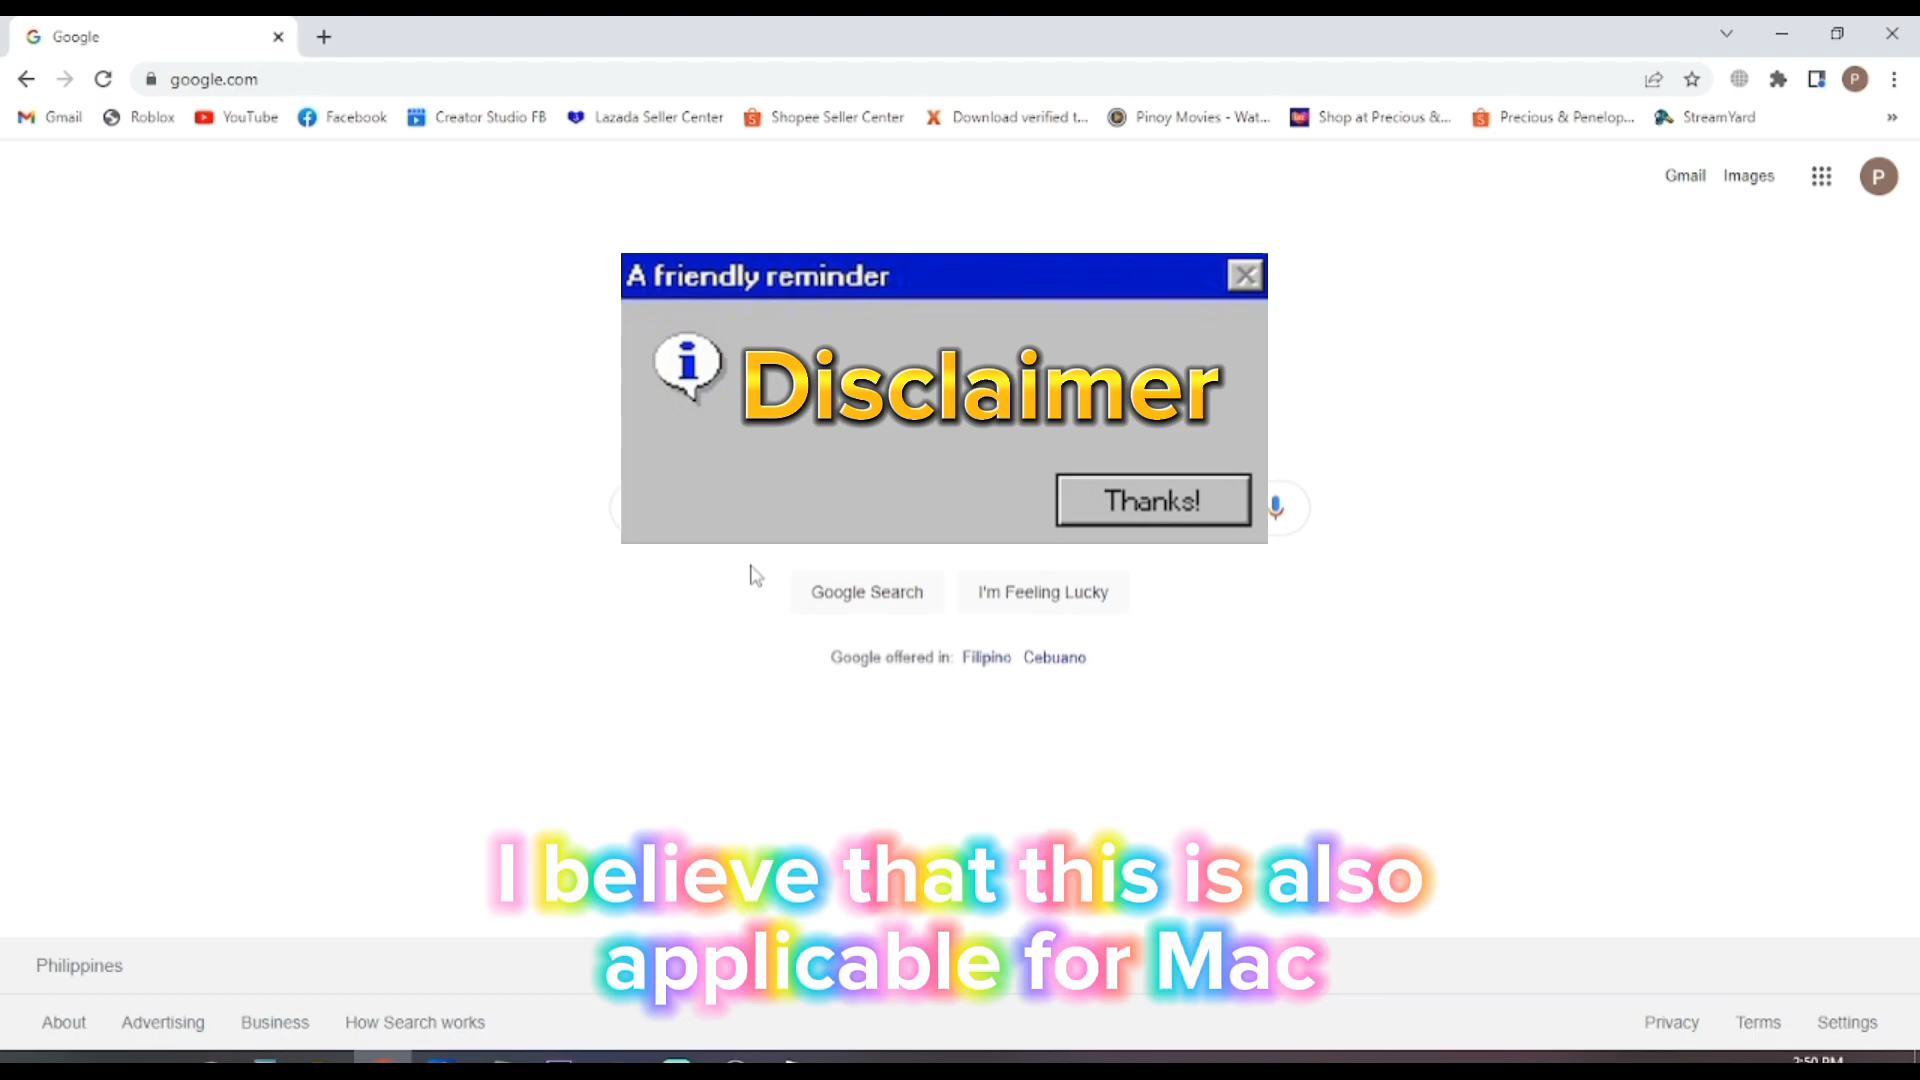 Google
google.com
Gmail Roblox YouTube Facebook Creator Studio FB Lazada Seller Center Shopee Seller Center Download verified t... Pinoy Movies - Wat... Shop at Precious &... Precious & Penelop... StreamYard »
Gmail Images P
A friendly reminder
Disclaimer
Thanks!
Google Search I'm Feeling Lucky
Google offered in: Filipino Cebuano
I believe that this is also
applicable for Mac
Philippines
About Advertising Business How Search works Privacy Terms Settings
2:50 PM